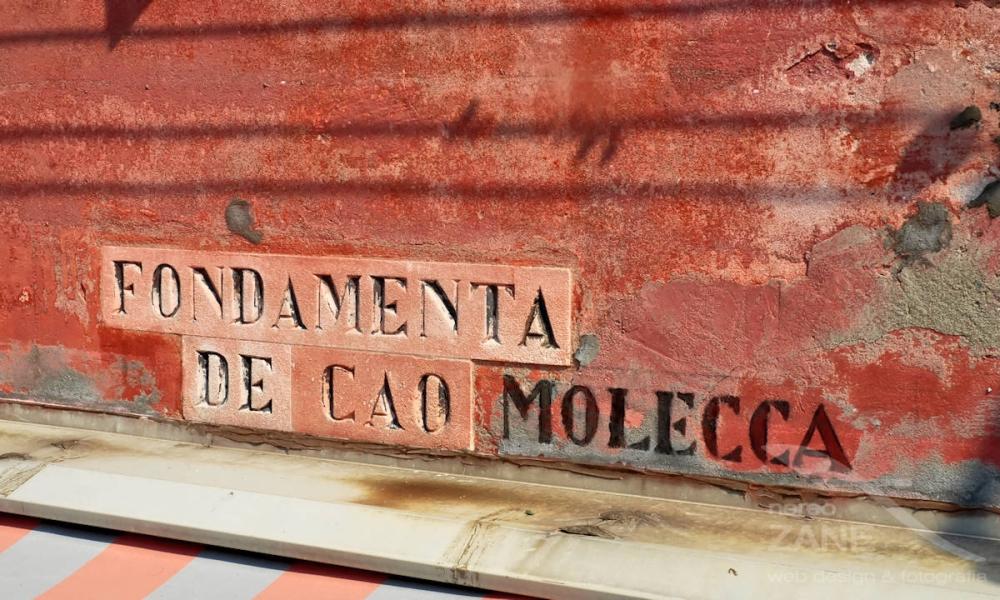 FONDAMENTA
DE CAO MOLECCA
nereo
ZANE
web design & fotografia